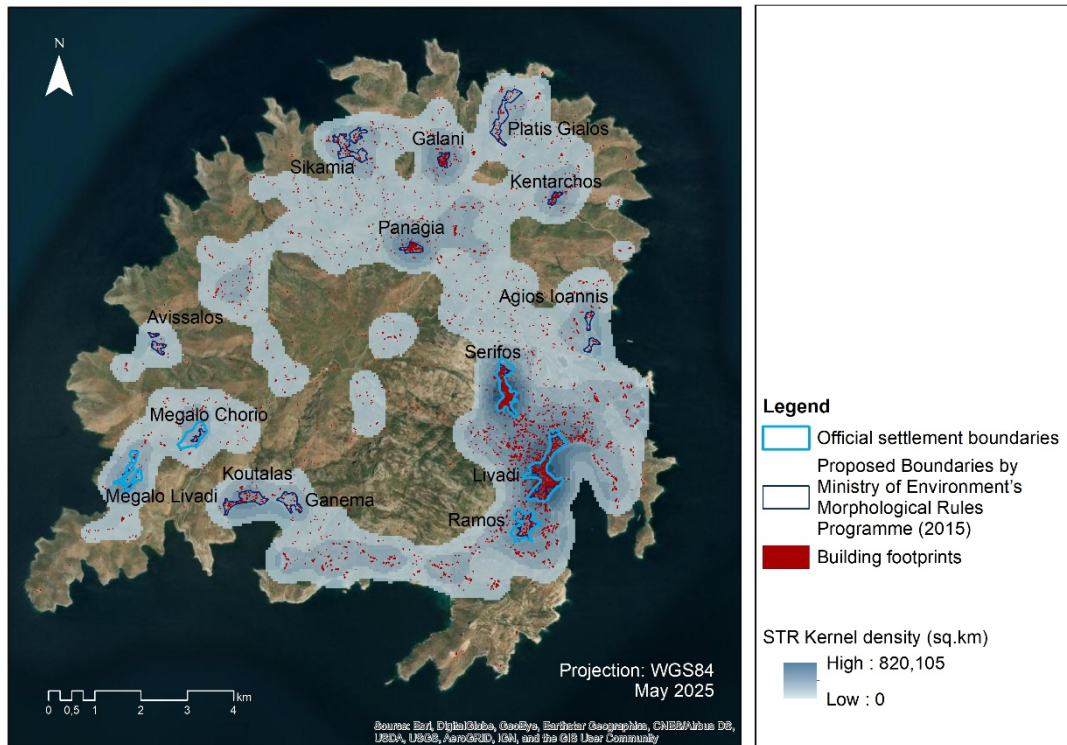 N
Platis Gialos
Galani
Sikamia
Kentarchos
Panagia
Agios Ioannis
Avissalos
Serifos
Megalo Chorio
Livadi
Koutalas
Megalo Livadi
Ganema
Ramos
Projection: WGS84
May 2025
km
0 0,5 1 2 3 4
Source: Esri, DigitalGlobe, GeoEye, Earthstar Geographics, CNES/Airbus DS,
USDA, USGS, AeroGRID, IGN, and the GIS User Community
Legend
Official settlement boundaries
Proposed Boundaries by
Ministry of Environment's
Morphological Rules
Programme (2015)
Building footprints
STR Kernel density (sq.km)
High : 820,105
Low : 0